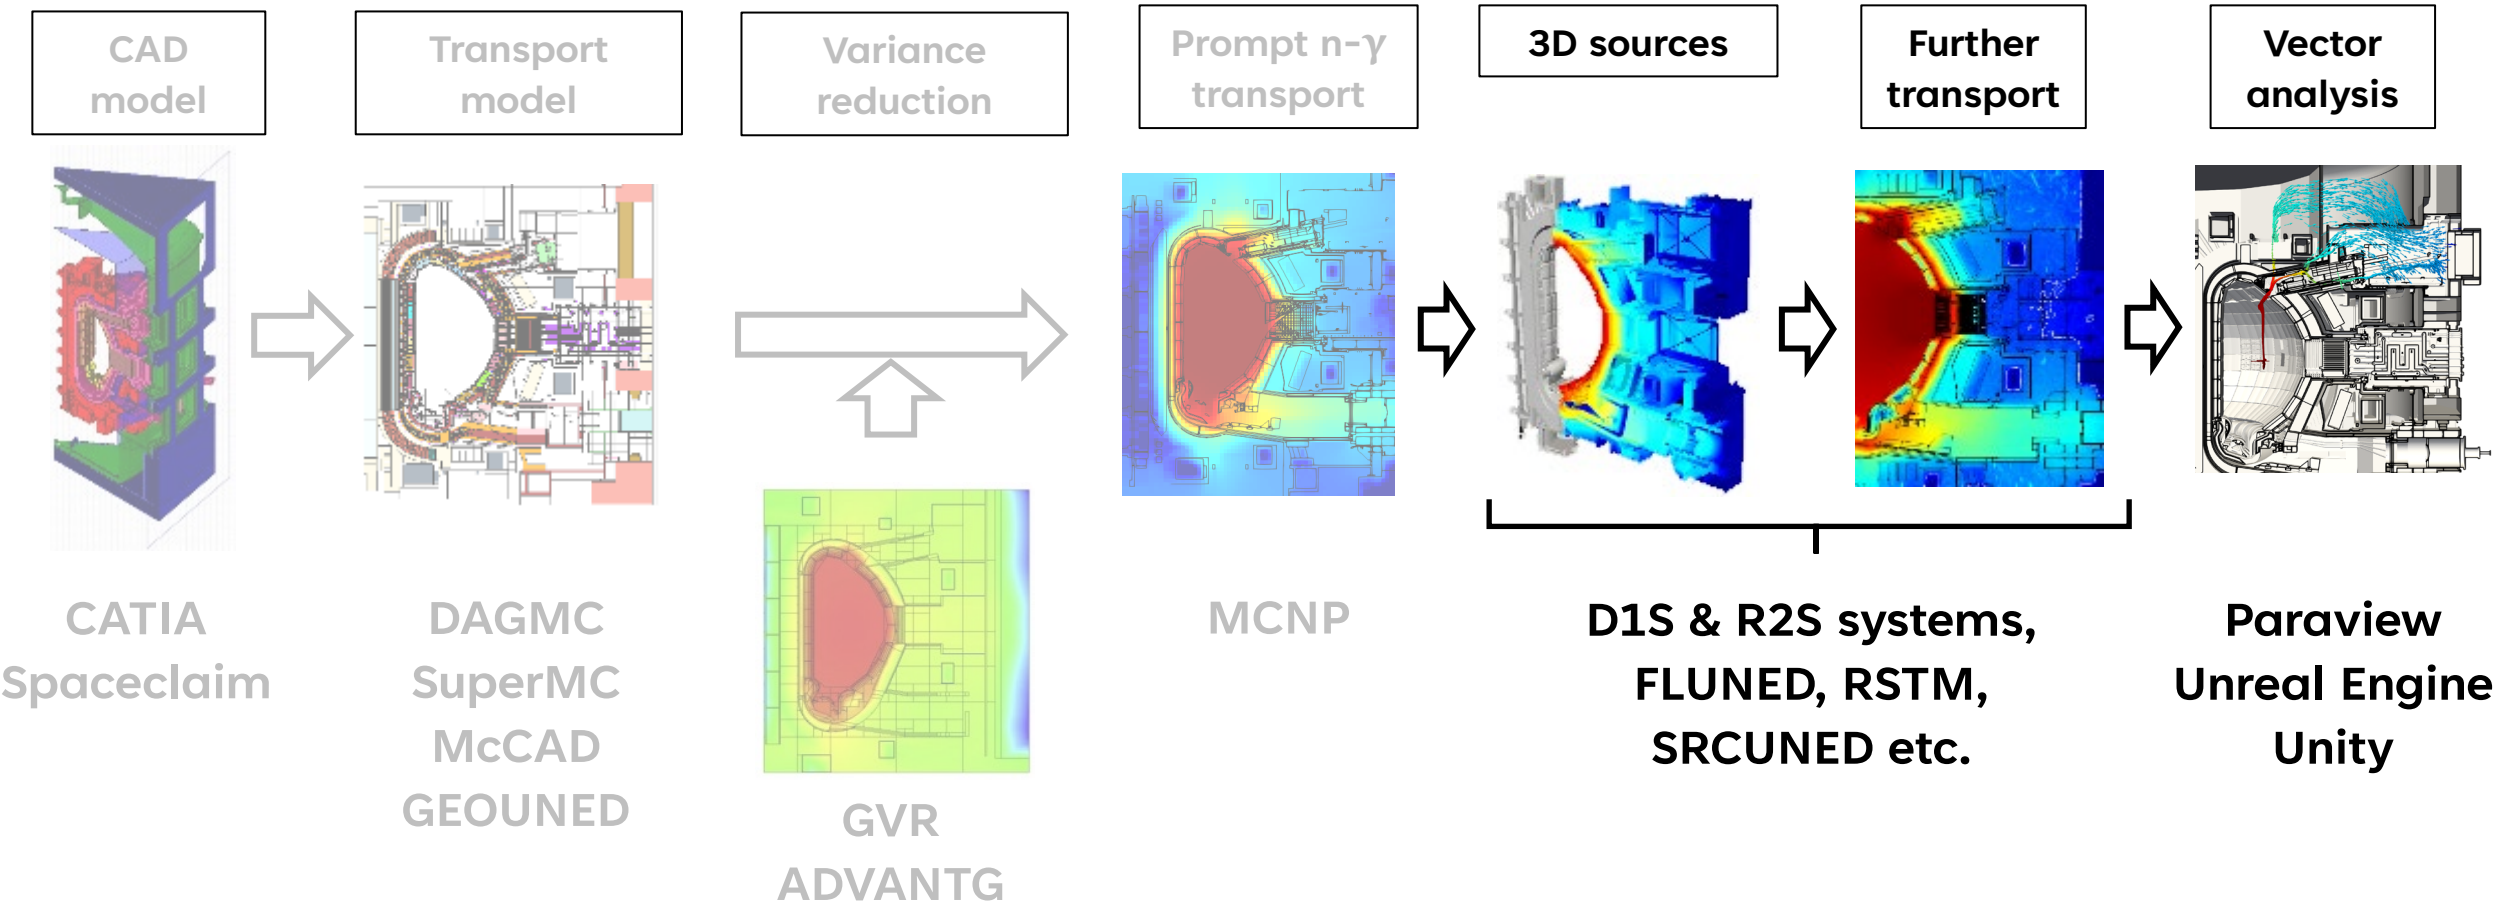 CAD
model
Transport
model
Variance
reduction
Prompt n-γ
transport
3D sources
Further
transport
Vector
analysis
CATIA
Spaceclaim
DAGMC
SuperMC
McCAD
GEOUNED
GVR
ADVANTG
MCNP
D1S & R2S systems,
FLUNED, RSTM,
SRCUNED etc.
Paraview
Unreal Engine
Unity